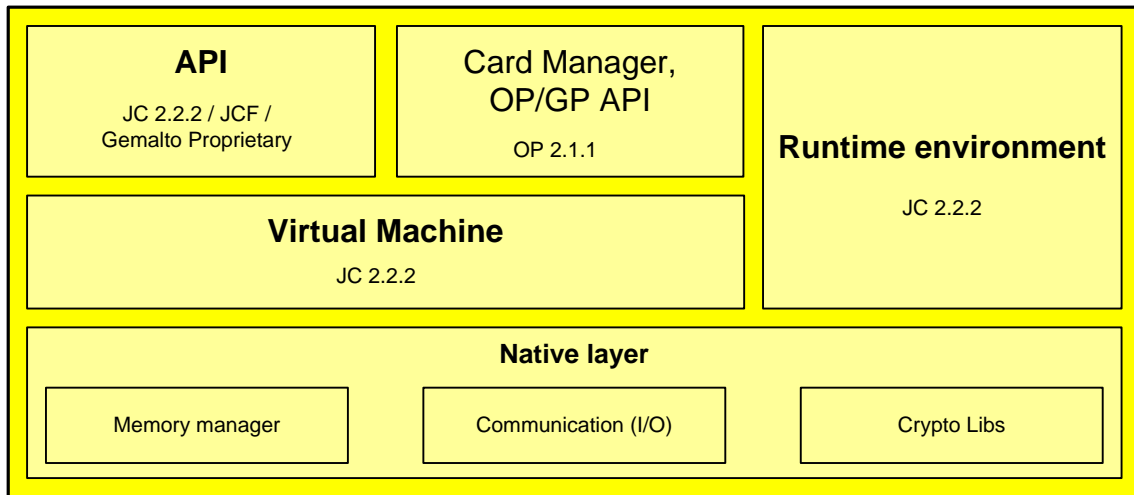 API
JC 2.2.2 / JCF /
Gemalto Proprietary
Card Manager,
OP/GP API
OP 2.1.1
Runtime environment
JC 2.2.2
Virtual Machine
JC 2.2.2
Native layer
Memory manager
Communication (I/O)
Crypto Libs